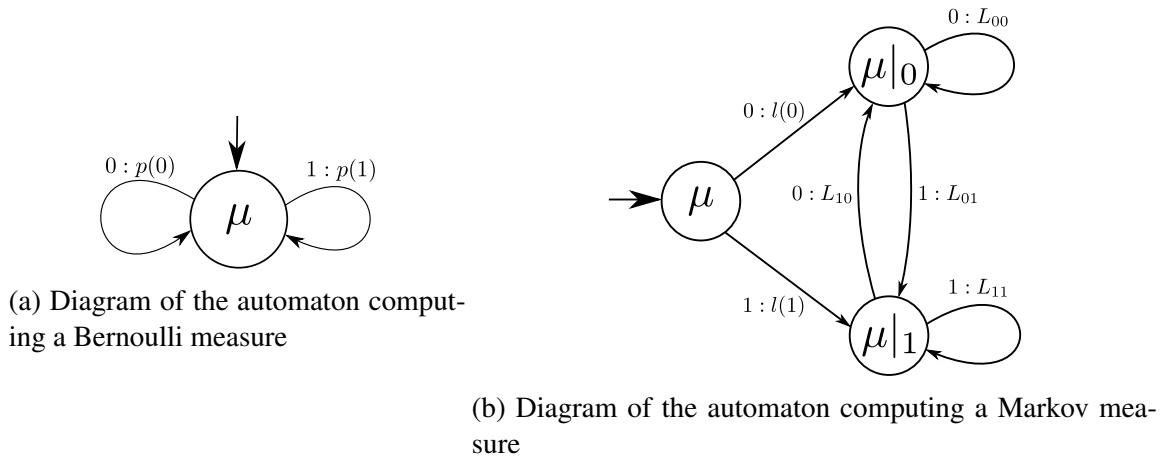 0 : p(0)
1 : p(1)
μ
(a) Diagram of the automaton comput-
ing a Bernoulli measure
0 : L₀₀
μ|₀
0 : l(0)
μ
0 : L₁₀
1 : L₀₁
1 : l(1)
1 : L₁₁
μ|₁
(b) Diagram of the automaton computing a Markov mea-
sure